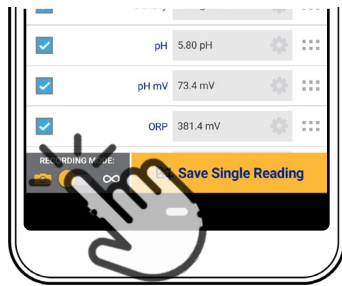 pH 5.80 pH
pH mV 73.4 mV
ORP 381.4 mV
RECORDING MODE:
Save Single Reading